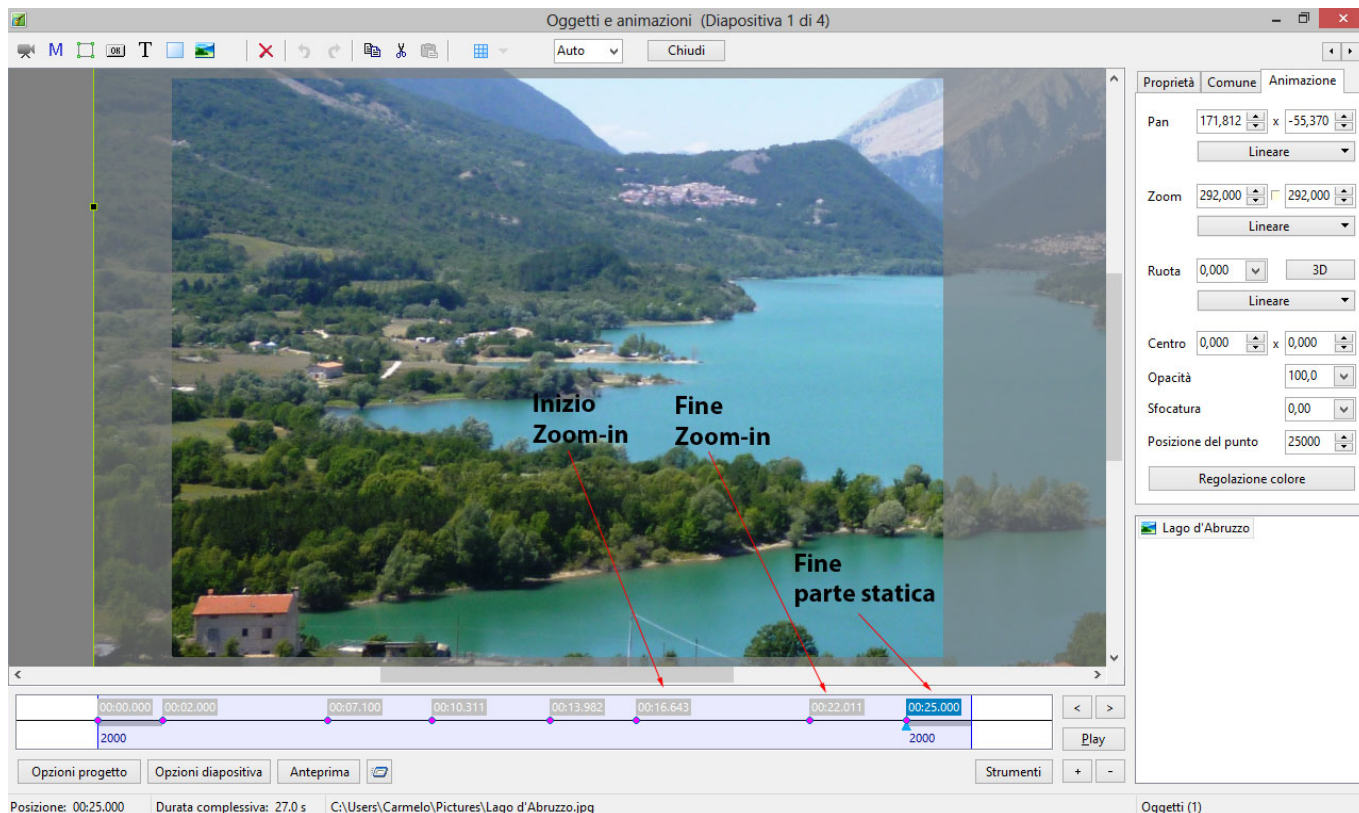 Oggetti e animazioni (Diapositiva 1 di 4)
M OK T Auto Chiudi
Proprietà Comune Animazione
Pan 171,812 x -55,370
Lineare
Zoom 292,000 292,000
Lineare
Ruota 0,000 3D
Lineare
Centro 0,000 x 0,000
Opacità 100,0
Sfocatura 0,00
Posizione del punto 25000
Regolazione colore
Lago d'Abruzzo
Inizio
Zoom-in
Fine
Zoom-in
Fine
parte statica
00:00.000 00:02.000 00:07.100 00:10.311 00:13.982 00:16.643 00:22.011 00:25.000
2000 2000
< >
Play
Opzioni progetto Opzioni diapositiva Anteprima Strumenti + -
Posizione: 00:25.000 Durata complessiva: 27.0 s C:\Users\Carmelo\Pictures\Lago d'Abruzzo.jpg Oggetti (1)